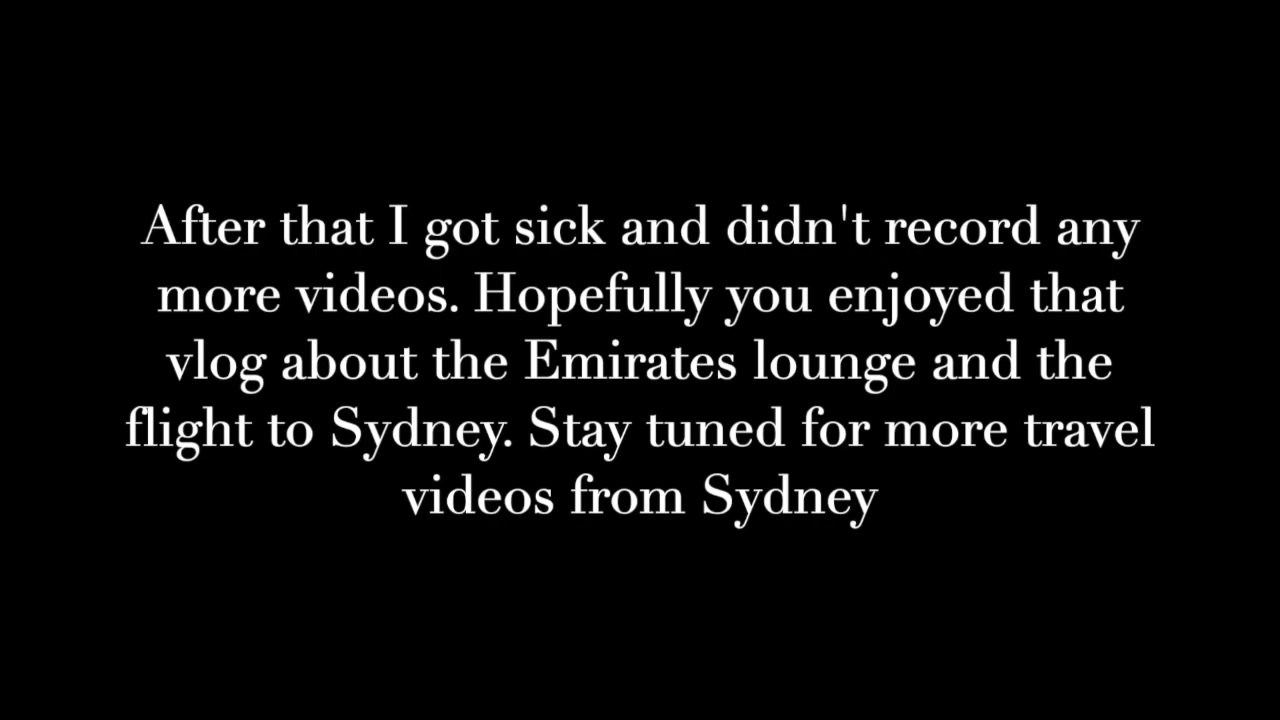 After that I got sick and didn't record any
more videos. Hopefully you enjoyed that
vlog about the Emirates lounge and the
flight to Sydney. Stay tuned for more travel
videos from Sydney